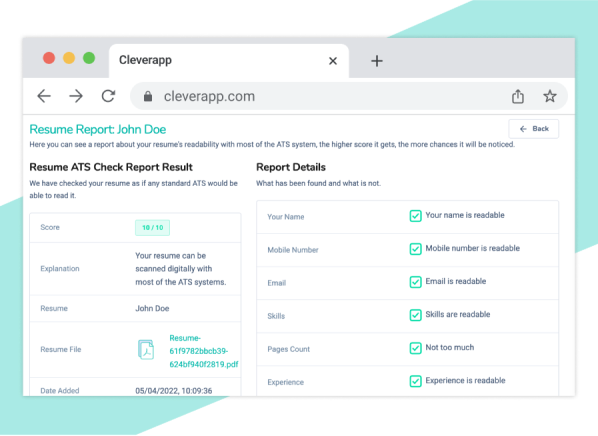 Cleverapp
cleverapp.com
Resume Report: John Doe
Back
Here you can see a report about your resume's readability with most of the ATS system, the higher score it gets, the more chances it will be noticed.
Resume ATS Check Report Result
We have checked your resume as if any standard ATS would be
able to read it.
Score
10 / 10
Explanation
Your resume can be
scanned digitally with
most of the ATS systems.
Resume
John Doe
Resume File
Resume-
61f9782bbcb39-
624bf940f2819.pdf
Date Added
05/04/2022, 10:09:36
Report Details
What has been found and what is not.
Your Name
Your name is readable
Mobile Number
Mobile number is readable
Email
Email is readable
Skills
Skills are readable
Pages Count
Not too much
Experience
Experience is readable